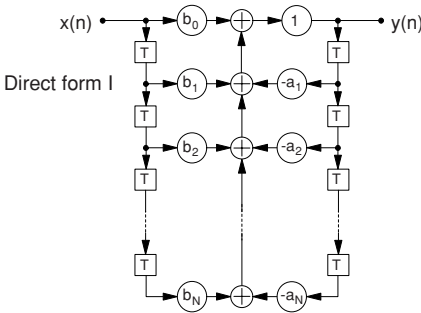 x(n) b0 + 1 y(n)
T T
Direct form I b1 + -a1
T T
b2 + -a2
T T
T T
bN + -aN